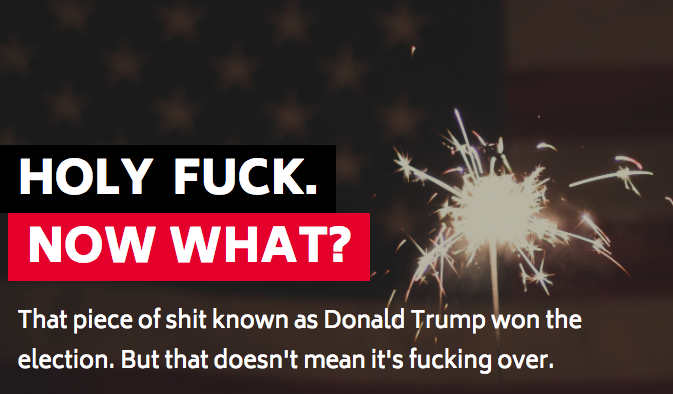 HOLY FUCK.
NOW WHAT?
That piece of shit known as Donald Trump won the
election. But that doesn't mean it's fucking over.